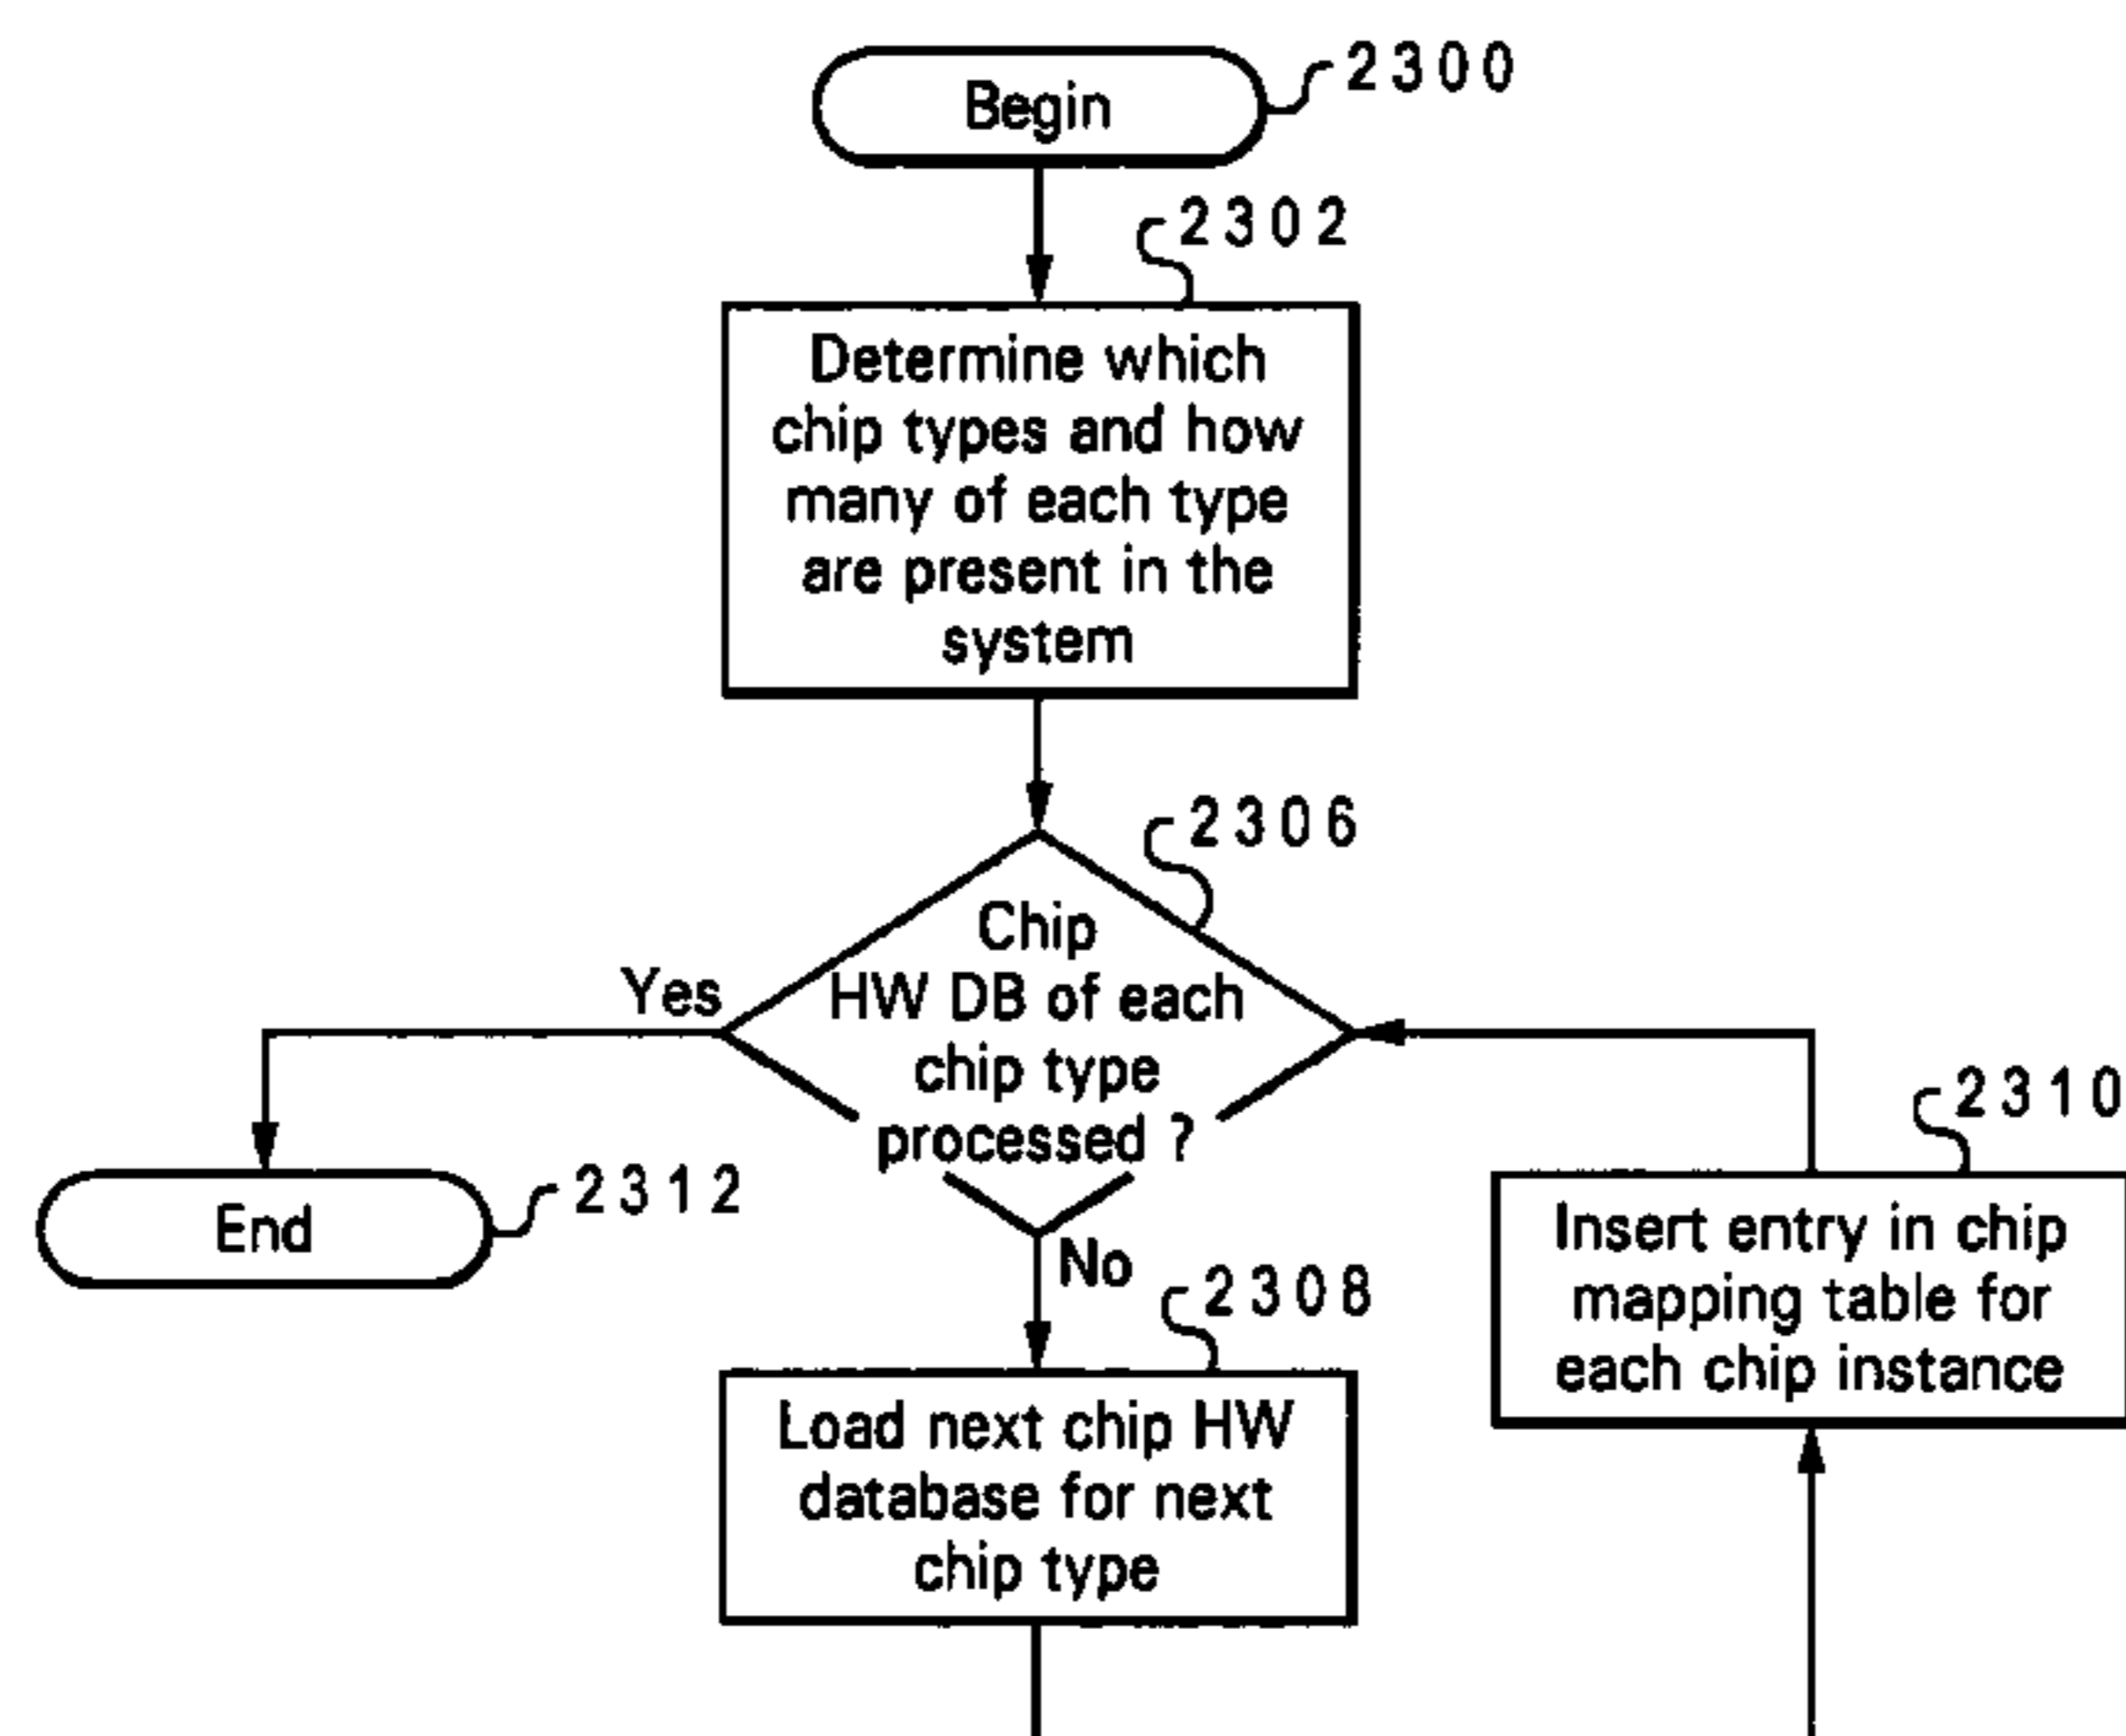 Begin
2300
2302
Determine which
chip types and how
many of each type
are present in the
system
2306
Chip
HW DB of each
chip type
processed ?
Yes
No
End
2312
2308
Load next chip HW
database for next
chip type
2310
Insert entry in chip
mapping table for
each chip instance